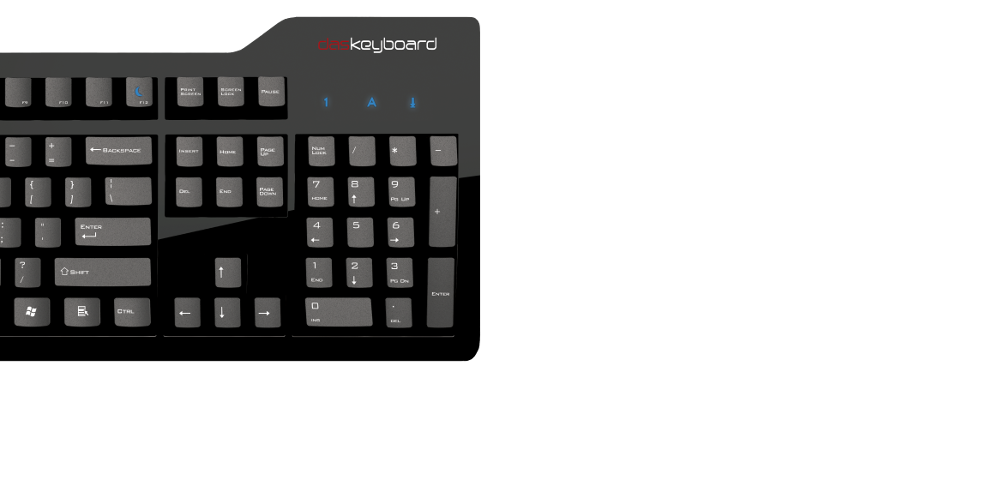 daskeyboard
F9 F10 F11 F12
PRINT SCREEN
SCREEN LOCK
PAUSE
1 A
– –
+ =
← BACKSPACE
INSERT
HOME
PAGE UP
NUM LOCK
/ * –
{ [
} ]
| \
DEL
END
PAGE DOWN
7 HOME
8 ↑
9 PG UP
+
: ;
" '
ENTER
4 ←
5
6 →
? /
⇧ SHIFT
↑
1 END
2 ↓
3 PG DN
ENTER
CTRL
← ↓ →
0 INS
. DEL